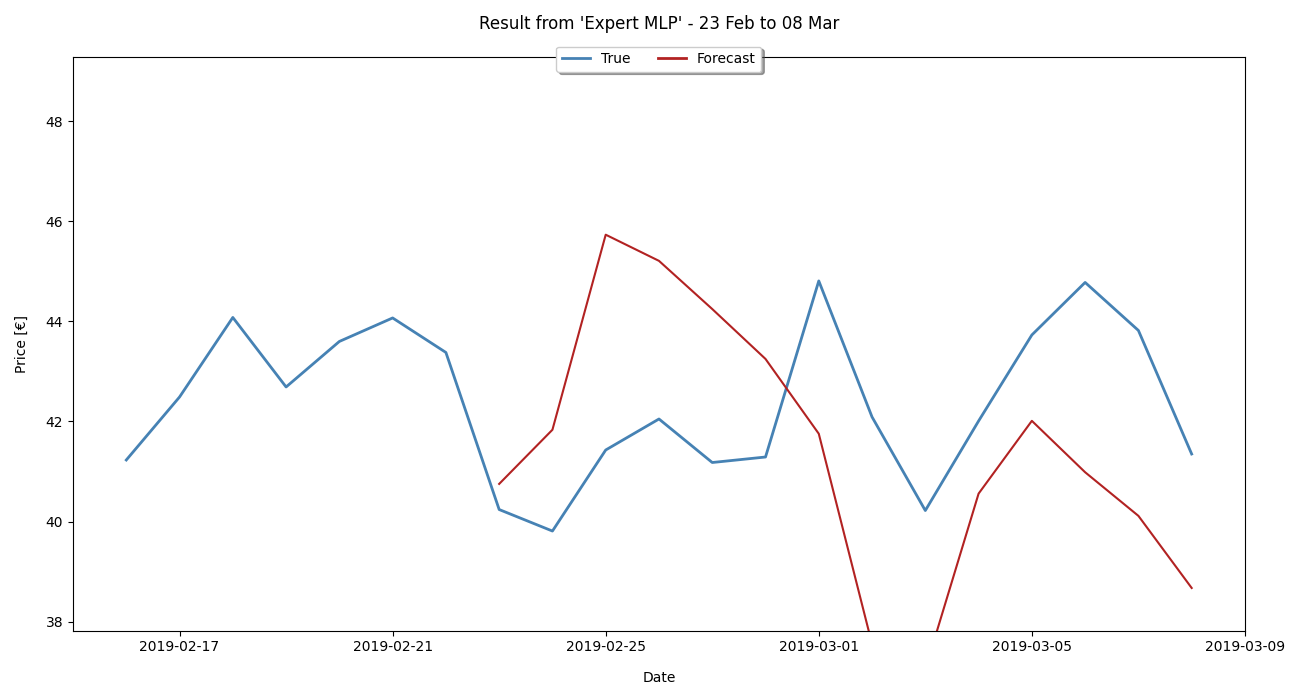 Result from 'Expert MLP' - 23 Feb to 08 Mar
True Forecast
48
46
44
42
40
38
Price [€]
2019-02-17 2019-02-21 2019-02-25 2019-03-01 2019-03-05 2019-03-09
Date